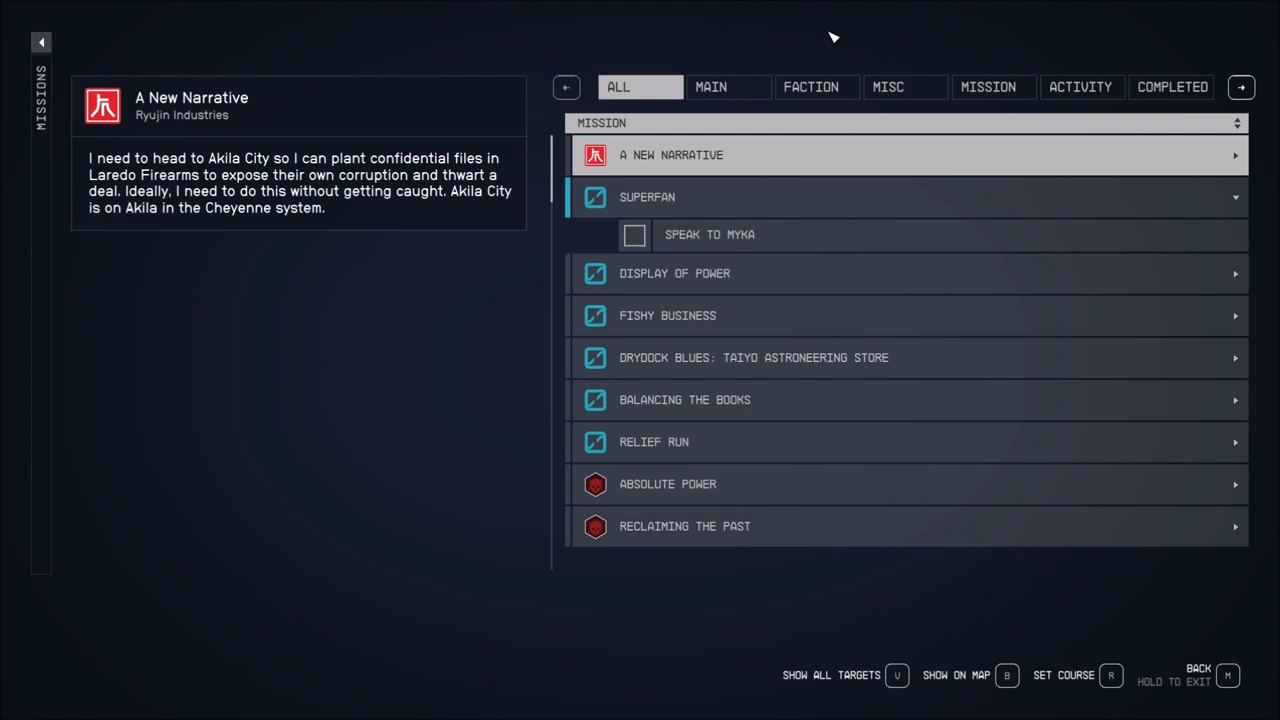 MISSIONS
A New Narrative
Ryujin Industries
I need to head to Akila City so I can plant confidential files in
Laredo Firearms to expose their own corruption and thwart a
deal. Ideally, I need to do this without getting caught. Akila City
is on Akila in the Cheyenne system.
ALL MAIN FACTION MISC MISSION ACTIVITY COMPLETED
MISSION
A NEW NARRATIVE
SUPERFAN
SPEAK TO MYKA
DISPLAY OF POWER
FISHY BUSINESS
DRYDOCK BLUES: TAIYO ASTRONEERING STORE
BALANCING THE BOOKS
RELIEF RUN
ABSOLUTE POWER
RECLAIMING THE PAST
SHOW ALL TARGETS V SHOW ON MAP B SET COURSE R BACK M
HOLD TO EXIT